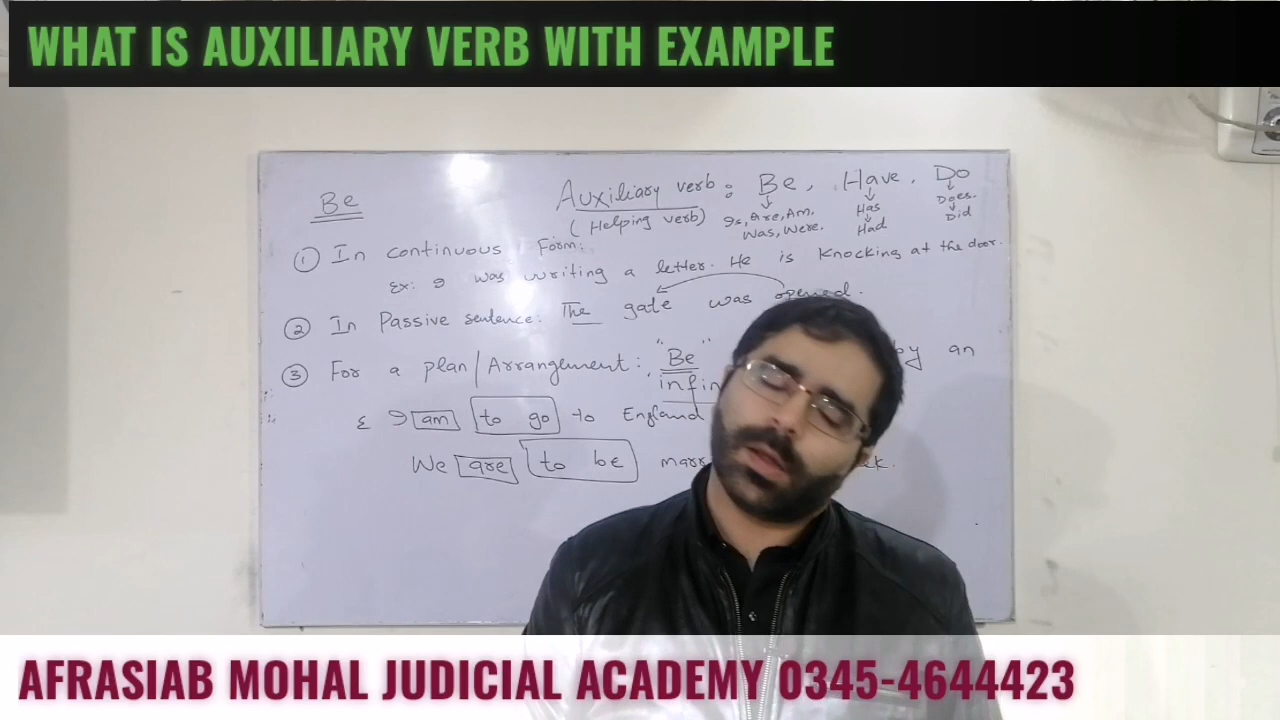 WHAT IS AUXILIARY VERB WITH EXAMPLE
Be
Auxiliary verb : Be, Have, Do
(Helping verb) Is, Are, Am, Has Does.
Was, Were. Had Did
① In continuous Form:
Ex: I was writing a letter. He is knocking at the door.
② In Passive sentence: The gate was opened.
③ For a plan/Arrangement: "Be" by an
infin
I am to go to England
We are to be marr
AFRASIAB MOHAL JUDICIAL ACADEMY 0345-4644423